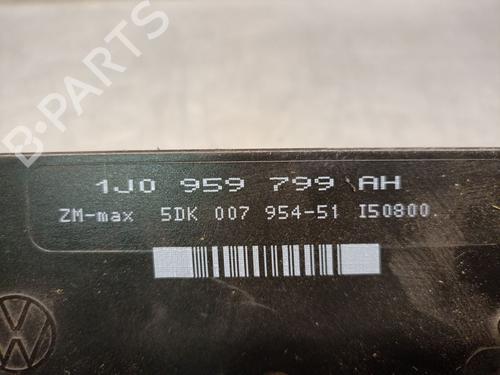 B-PARTS
1J0 959 799 AH
ZM-max 5DK 007 954-51 I50800